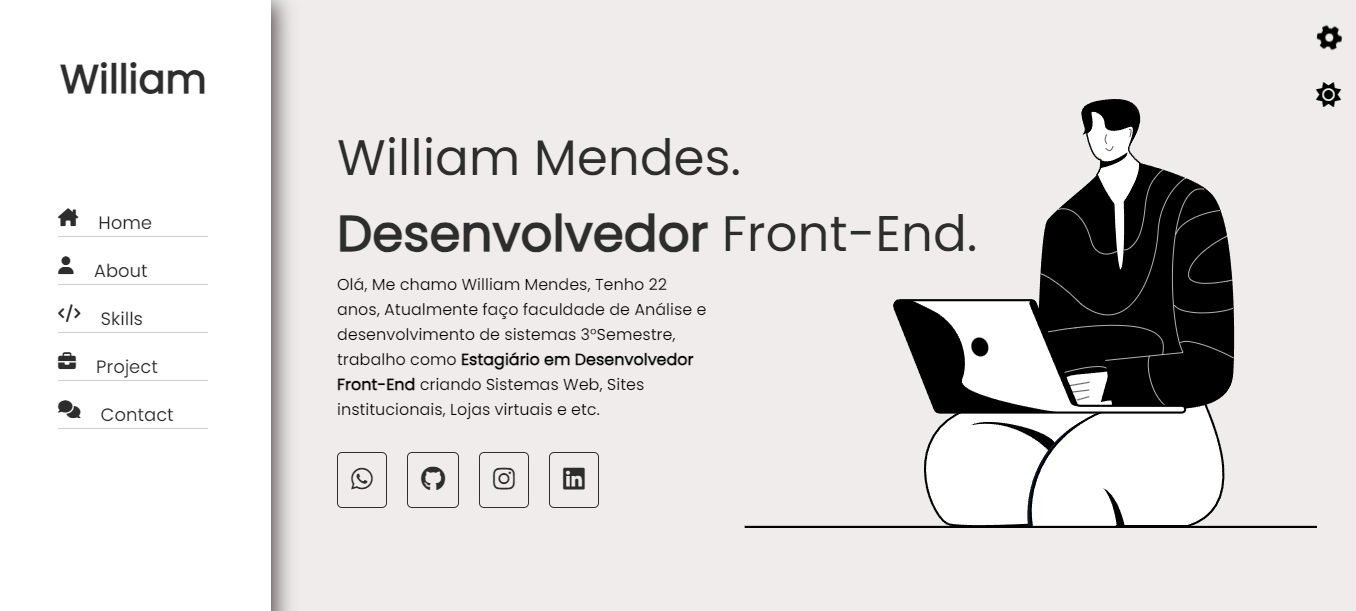 William
Home
About
Skills
Project
Contact
William Mendes.
Desenvolvedor Front-End.
Olá, Me chamo William Mendes, Tenho 22
anos, Atualmente faço faculdade de Análise e
desenvolvimento de sistemas 3ºSemestre,
trabalho como Estagiário em Desenvolvedor
Front-End criando Sistemas Web, Sites
institucionais, Lojas virtuais e etc.